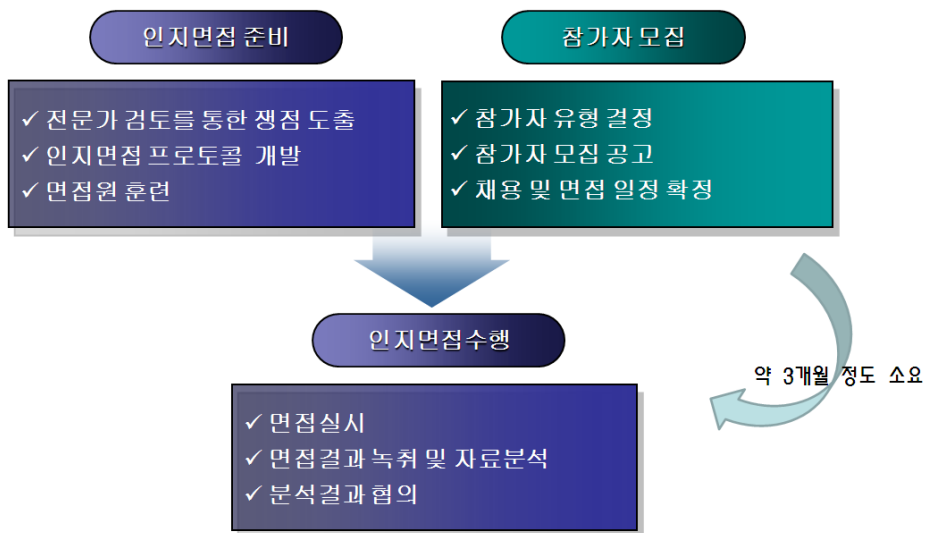 인지면접 준비
✓ 전문가 검토를 통한 쟁점 도출
✓ 인지면접 프로토콜 개발
✓ 면접원 훈련
참가자 모집
✓ 참가자 유형 결정
✓ 참가자 모집 공고
✓ 채용 및 면접 일정 확정
인지면접수행
✓ 면접실시
✓ 면접결과 녹취 및 자료분석
✓ 분석결과 협의
약 3개월 정도 소요